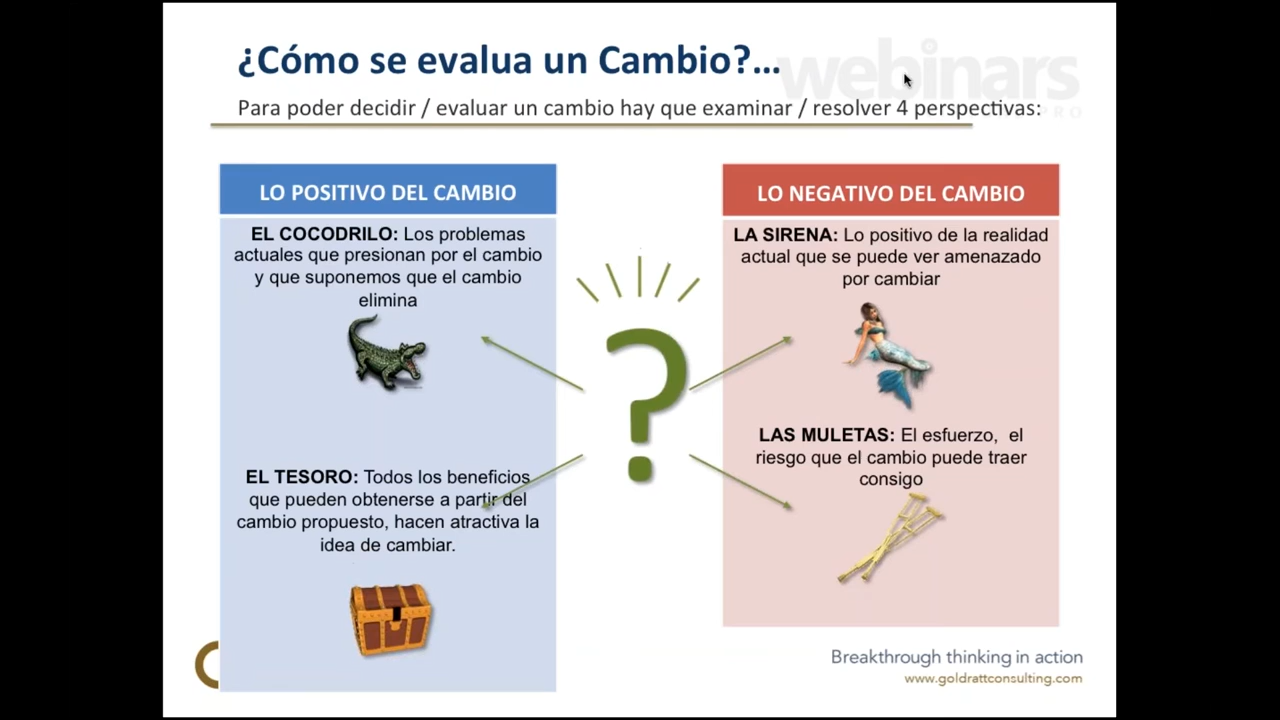 ¿Cómo se evalua un Cambio?...
webinars
PRO
Para poder decidir / evaluar un cambio hay que examinar / resolver 4 perspectivas:
LO POSITIVO DEL CAMBIO
EL COCODRILO: Los problemas
actuales que presionan por el cambio
y que suponemos que el cambio
elimina
EL TESORO: Todos los beneficios
que pueden obtenerse a partir del
cambio propuesto, hacen atractiva la
idea de cambiar.
?
LO NEGATIVO DEL CAMBIO
LA SIRENA: Lo positivo de la realidad
actual que se puede ver amenazado
por cambiar
LAS MULETAS: El esfuerzo, el
riesgo que el cambio puede traer
consigo
Breakthrough thinking in action
www.goldrattconsulting.com